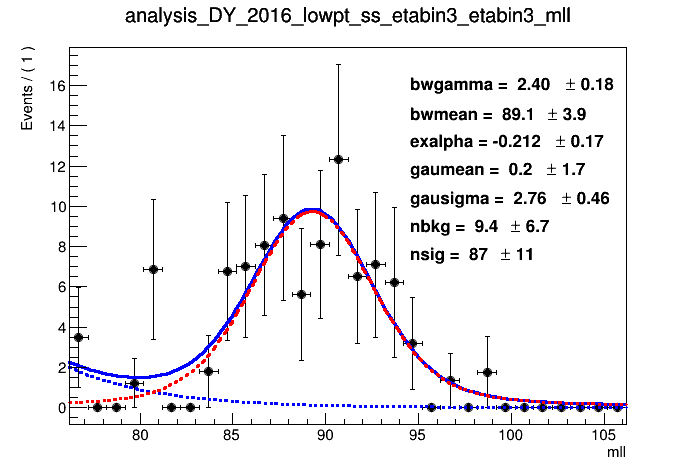 analysis_DY_2016_lowpt_ss_etabin3_etabin3_mll
Events / ( 1 )
16
14
12
10
8
6
4
2
0
bwgamma = 2.40 ± 0.18
bwmean = 89.1 ± 3.9
exalpha = -0.212 ± 0.17
gaumean = 0.2 ± 1.7
gausigma = 2.76 ± 0.46
nbkg = 9.4 ± 6.7
nsig = 87 ± 11
80 85 90 95 100 105
mll